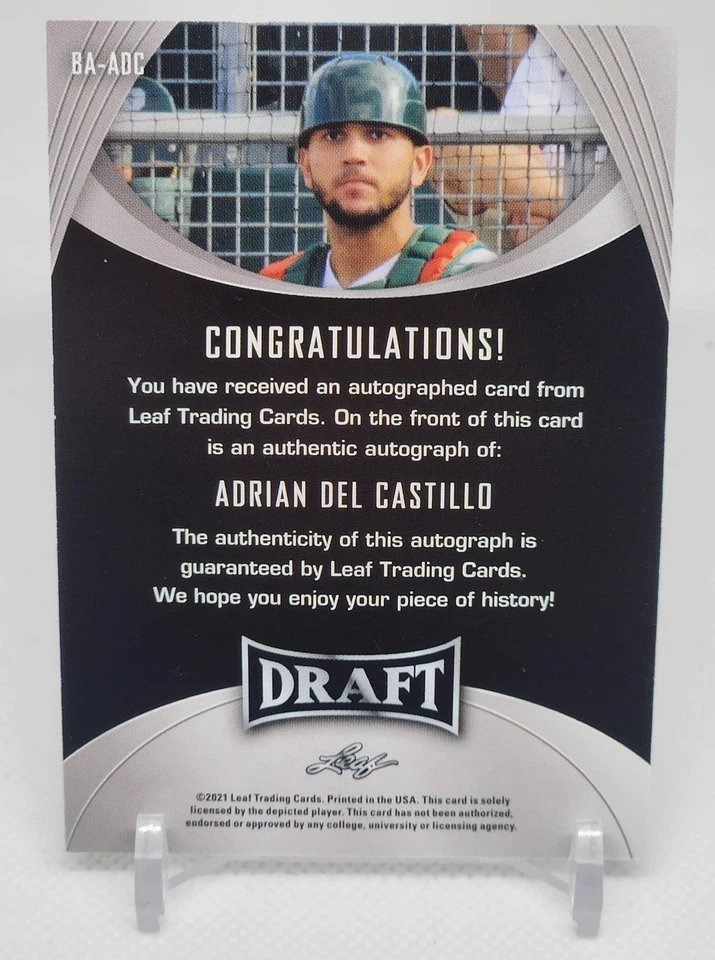 BA-ADC
CONGRATULATIONS!
You have received an autographed card from
Leaf Trading Cards. On the front of this card
is an authentic autograph of:
ADRIAN DEL CASTILLO
The authenticity of this autograph is
guaranteed by Leaf Trading Cards.
We hope you enjoy your piece of history!
DRAFT
Leaf
©2021 Leaf Trading Cards. Printed in the USA. This card is solely
licensed by the depicted player. This card has not been authorized,
endorsed or approved by any college, university or licensing agency.